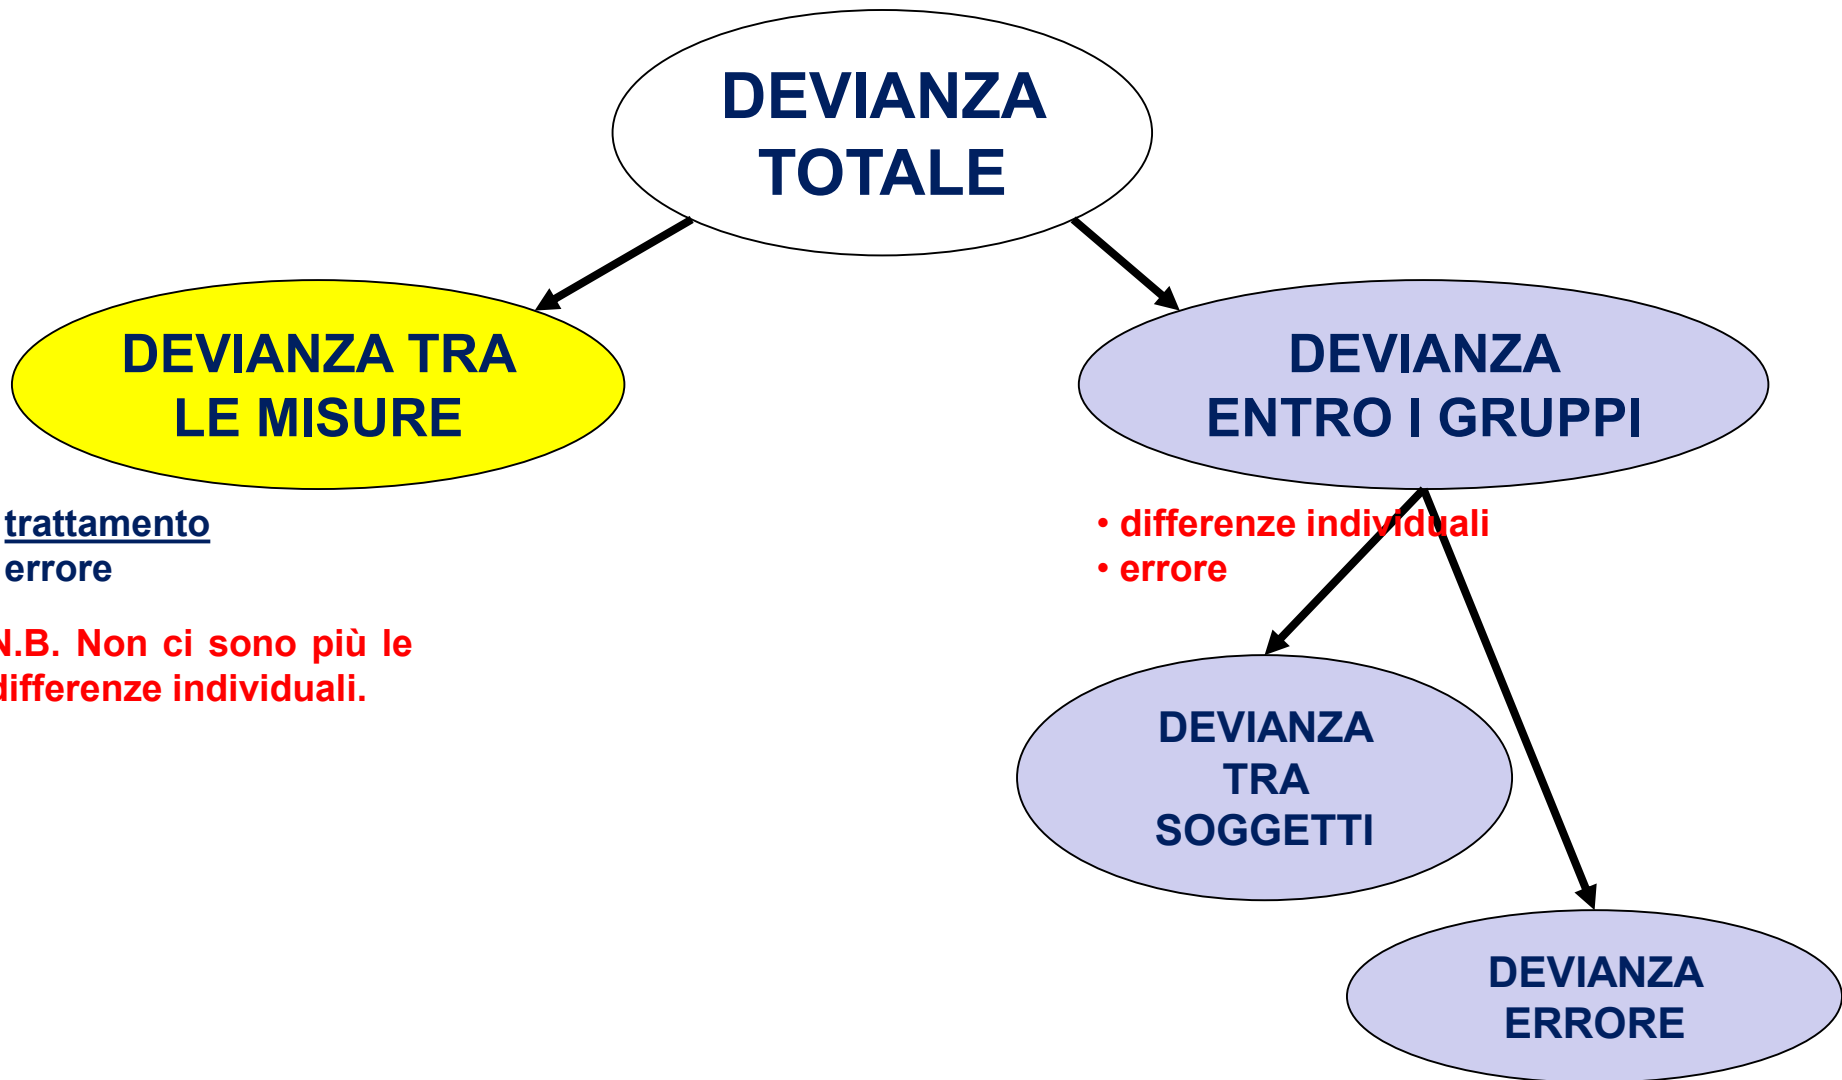 DEVIANZA
TOTALE
DEVIANZA TRA
LE MISURE
DEVIANZA
ENTRO I GRUPPI
trattamento
errore
N.B. Non ci sono più le
differenze individuali.
• differenze individuali
• errore
DEVIANZA
TRA
SOGGETTI
DEVIANZA
ERRORE